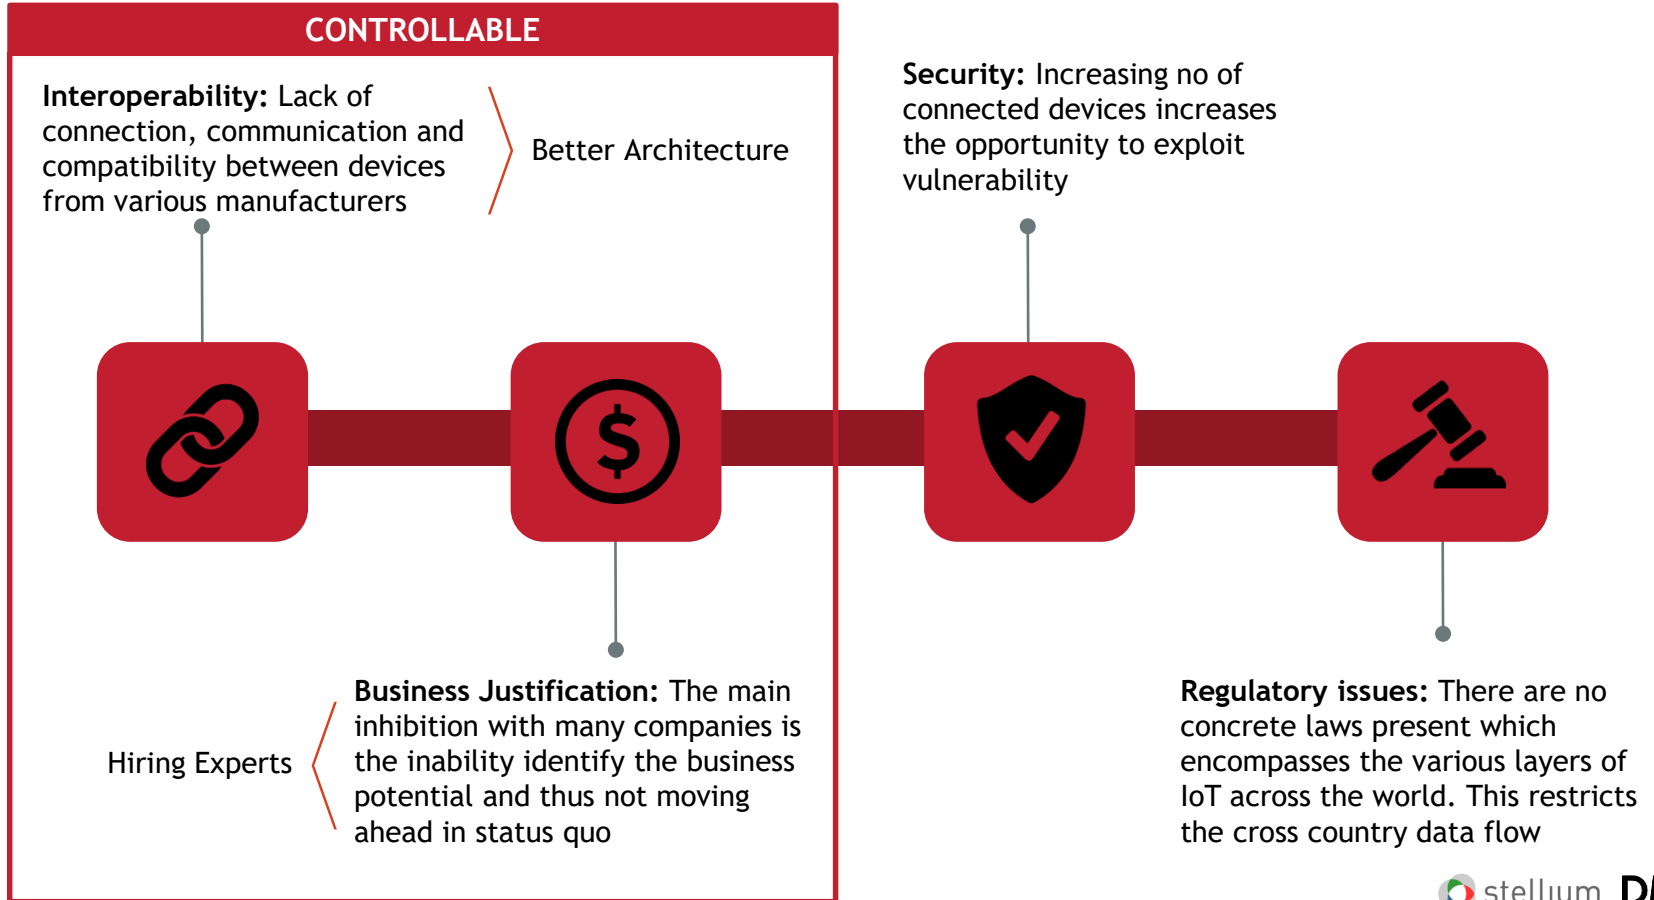 CONTROLLABLE
Interoperability: Lack of
connection, communication and
compatibility between devices
from various manufacturers
Better Architecture
Security: Increasing no of
connected devices increases
the opportunity to exploit
vulnerability
$
Hiring Experts
Business Justification: The main
inhibition with many companies is
the inability identify the business
potential and thus not moving
ahead in status quo
Regulatory issues: There are no
concrete laws present which
encompasses the various layers of
IoT across the world. This restricts
the cross country data flow
stellium